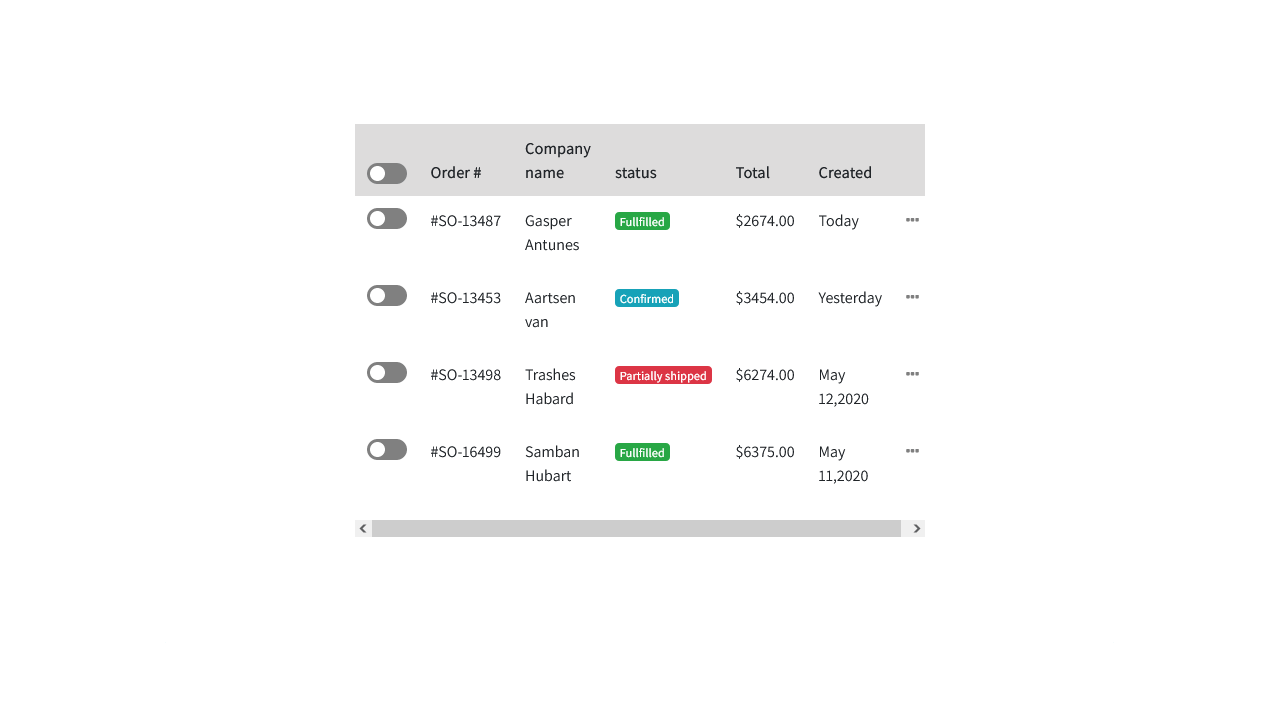 Order # Company name status Total Created
#SO-13487 Gasper Antunes Fullfilled $2674.00 Today
#SO-13453 Aartsen van Confirmed $3454.00 Yesterday
#SO-13498 Trashes Habard Partially shipped $6274.00 May 12,2020
#SO-16499 Samban Hubart Fullfilled $6375.00 May 11,2020